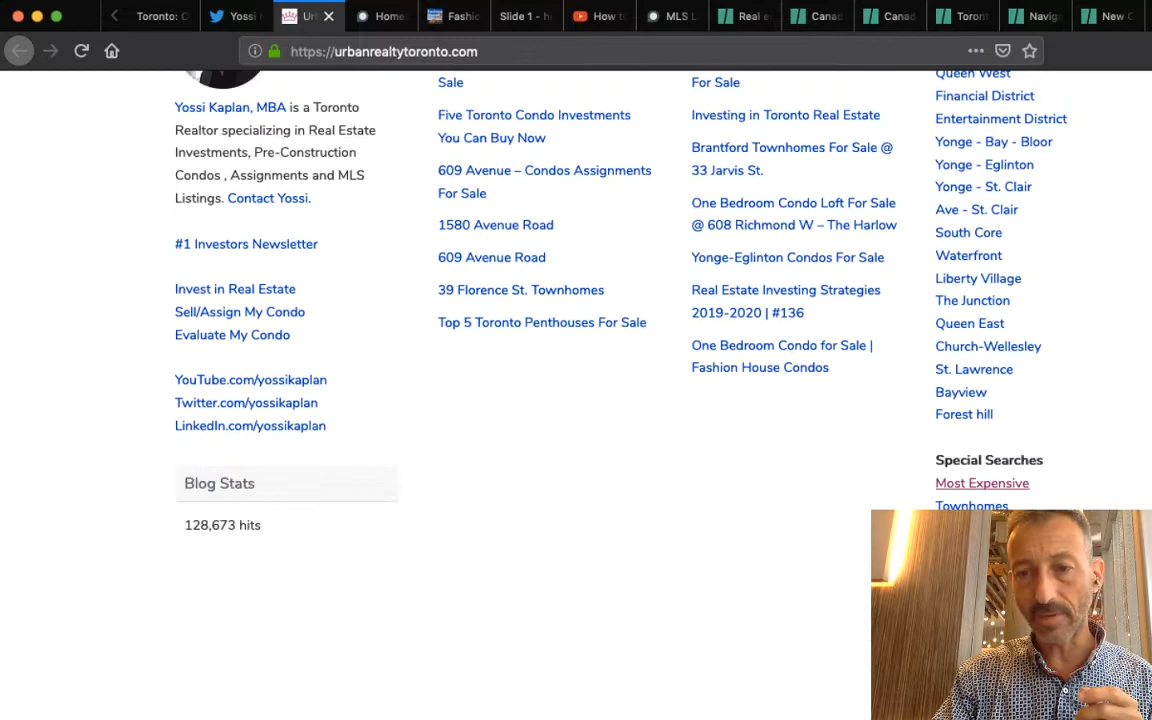 Toronto: C
Yossi
Ur
Home
Fashio
Slide 1 - h
How to
MLS L
Real e
Canad
Canad
Toront
Navig
New C
https://urbanrealtytoronto.com
Yossi Kaplan, MBA is a Toronto
Realtor specializing in Real Estate
Investments, Pre-Construction
Condos , Assignments and MLS
Listings. Contact Yossi.
#1 Investors Newsletter
Invest in Real Estate
Sell/Assign My Condo
Evaluate My Condo
YouTube.com/yossikaplan
Twitter.com/yossikaplan
LinkedIn.com/yossikaplan
Blog Stats
128,673 hits
Sale
Five Toronto Condo Investments
You Can Buy Now
609 Avenue – Condos Assignments
For Sale
1580 Avenue Road
609 Avenue Road
39 Florence St. Townhomes
Top 5 Toronto Penthouses For Sale
For Sale
Investing in Toronto Real Estate
Brantford Townhomes For Sale @
33 Jarvis St.
One Bedroom Condo Loft For Sale
@ 608 Richmond W – The Harlow
Yonge-Eglinton Condos For Sale
Real Estate Investing Strategies
2019-2020 | #136
One Bedroom Condo for Sale |
Fashion House Condos
Queen West
Financial District
Entertainment District
Yonge - Bay - Bloor
Yonge - Eglinton
Yonge - St. Clair
Ave - St. Clair
South Core
Waterfront
Liberty Village
The Junction
Queen East
Church-Wellesley
St. Lawrence
Bayview
Forest hill
Special Searches
Most Expensive
Townhomes